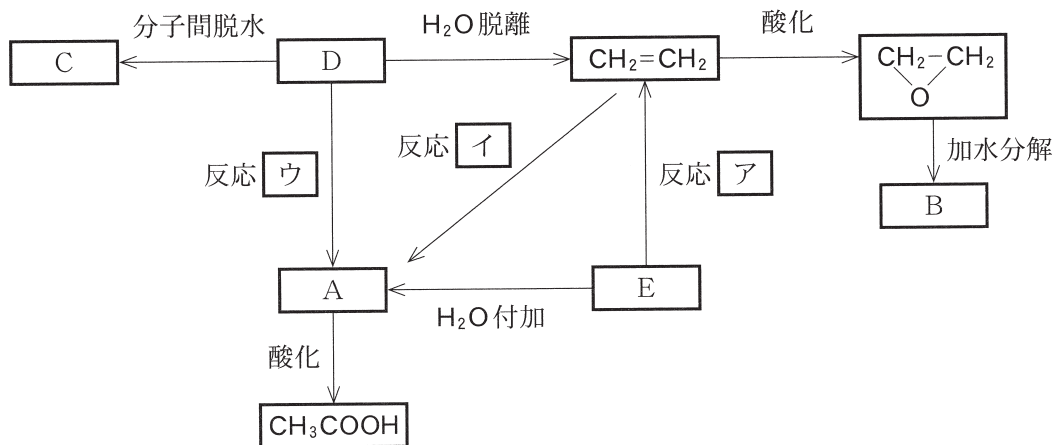 分子間脱水
H₂O脱離
酸化
C
D
CH₂=CH₂
CH₂−CH₂
O
反応 ウ
反応 イ
反応 ア
加水分解
B
A
E
H₂O付加
酸化
CH₃COOH